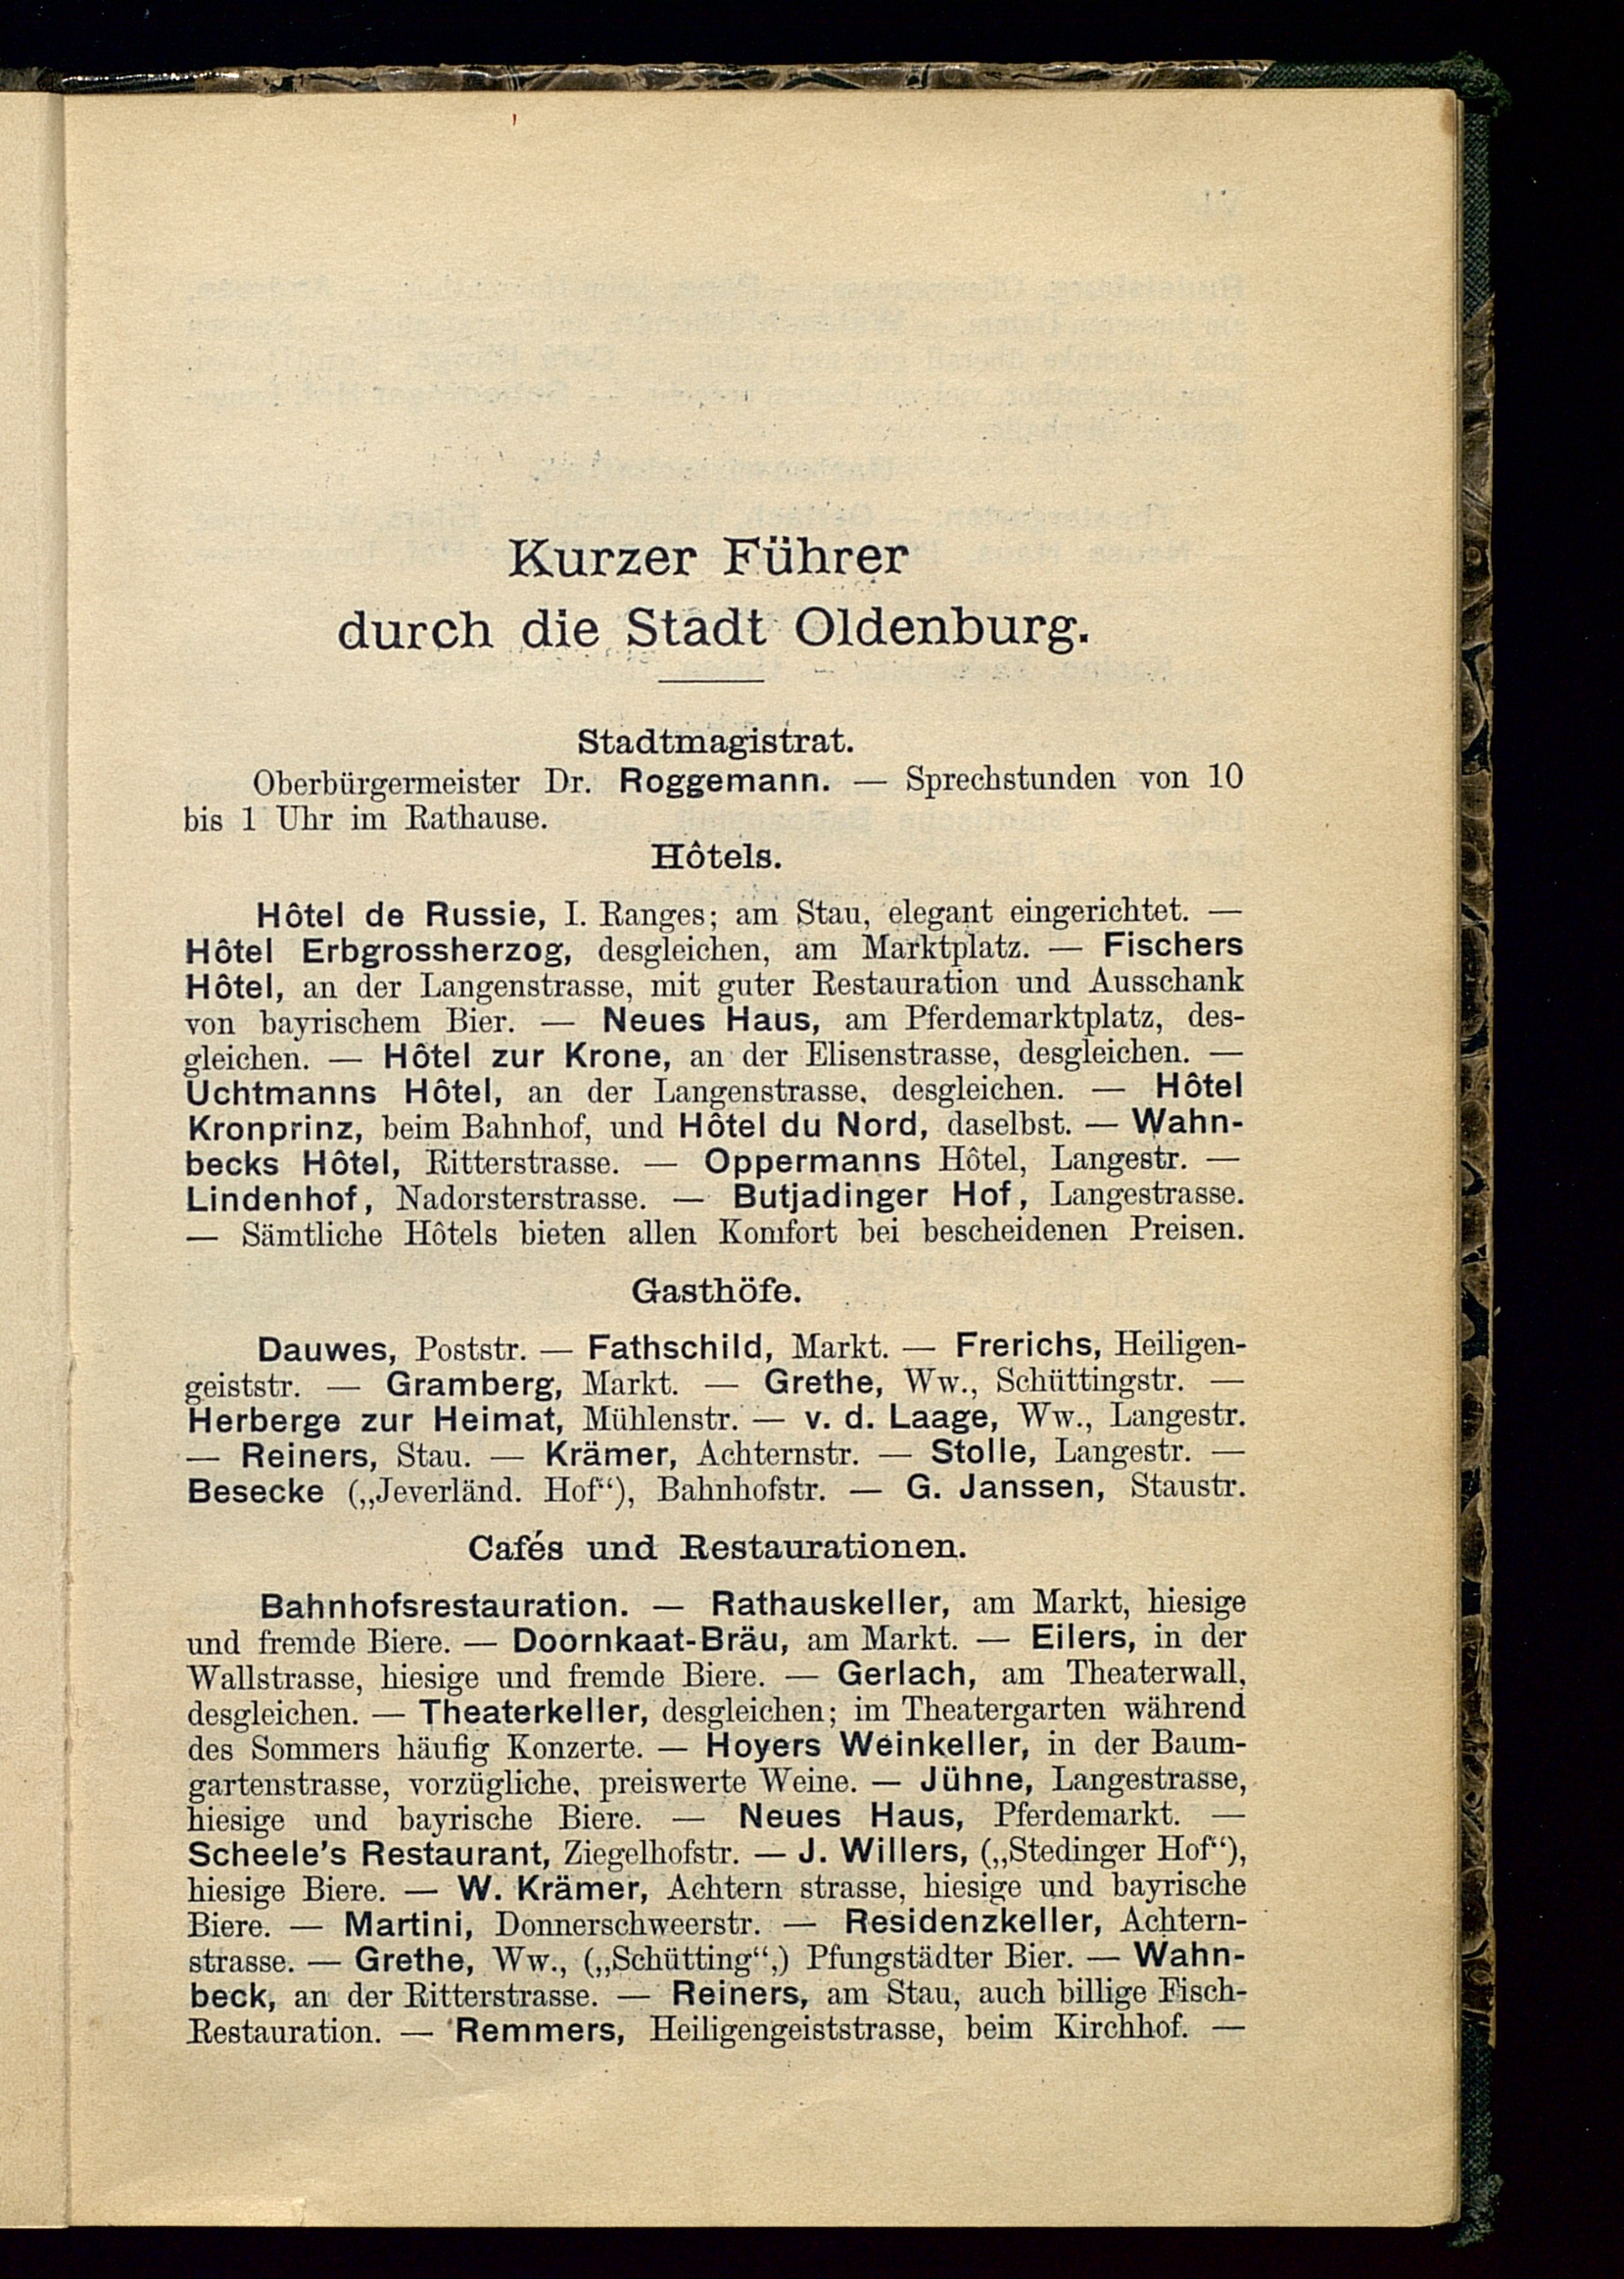 Kurzer Führer
durch die Stadt Oldenburg.
Stadtmagistrat.
Oberbürgermeister Dr. Roggemann. — Sprechstunden von 10
bis 1 Uhr im Rathause.
Hôtels.
Hôtel de Russie, I. Ranges; am Stau, elegant eingerichtet. —
Hôtel Erbgrossherzog, desgleichen, am Marktplatz. — Fischers
Hôtel, an der Langenstrasse, mit guter Restauration und Ausschank
von bayrischem Bier. — Neues Haus, am Pferdemarktplatz, des-
gleichen. — Hôtel zur Krone, an der Elisenstrasse, desgleichen. —
Uchtmanns Hôtel, an der Langenstrasse, desgleichen. — Hôtel
Kronprinz, beim Bahnhof, und Hôtel du Nord, daselbst. — Wahn-
becks Hôtel, Ritterstrasse. — Oppermanns Hôtel, Langestr. —
Lindenhof, Nadorsterstrasse. — Butjadinger Hof, Langestrasse.
— Sämtliche Hôtels bieten allen Komfort bei bescheidenen Preisen.
Gasthöfe.
Dauwes, Poststr. — Fathschild, Markt. — Frerichs, Heiligen-
geiststr. — Gramberg, Markt. — Grethe, Ww., Schüttingstr. —
Herberge zur Heimat, Mühlenstr. — v. d. Laage, Ww., Langestr.
— Reiners, Stau. — Krämer, Achternstr. — Stolle, Langestr. —
Besecke („Jeverländ. Hof“), Bahnhofstr. — G. Janssen, Staustr.
Cafés und Restaurationen.
Bahnhofsrestauration. — Rathauskeller, am Markt, hiesige
und fremde Biere. — Doornkaat-Bräu, am Markt. — Eilers, in der
Wallstrasse, hiesige und fremde Biere. — Gerlach, am Theaterwall,
desgleichen. — Theaterkeller, desgleichen; im Theatergarten während
des Sommers häufig Konzerte. — Hoyers Weinkeller, in der Baum-
gartenstrasse, vorzügliche, preiswerte Weine. — Jühne, Langestrasse,
hiesige und bayrische Biere. — Neues Haus, Pferdemarkt. —
Scheele's Restaurant, Ziegelhofstr. — J. Willers, („Stedinger Hof“),
hiesige Biere. — W. Krämer, Achtern strasse, hiesige und bayrische
Biere. — Martini, Donnerschweerstr. — Residenzkeller, Achtern-
strasse. — Grethe, Ww., („Schütting“,) Pfungstädter Bier. — Wahn-
beck, an der Ritterstrasse. — Reiners, am Stau, auch billige Fisch-
Restauration. — Remmers, Heiligengeiststrasse, beim Kirchhof. —